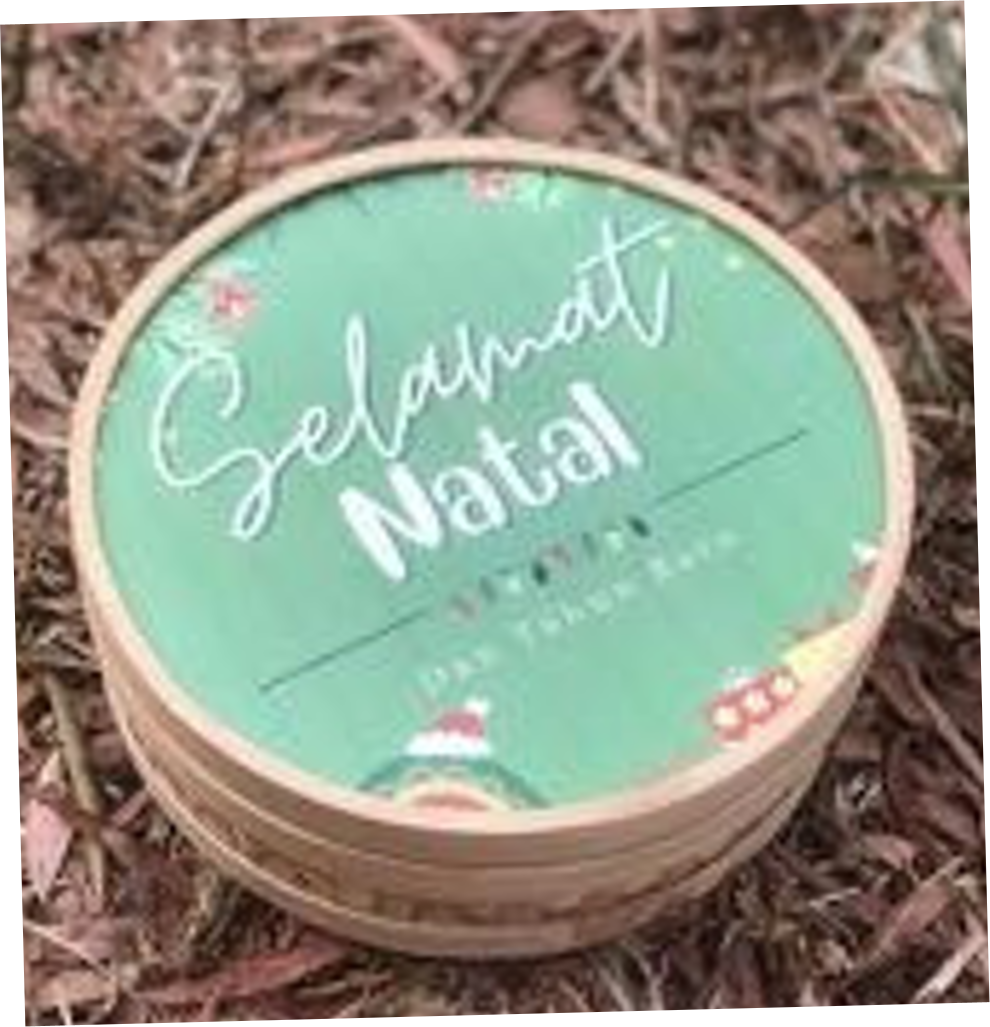 Selamat
Natal
Dan Tahun Baru